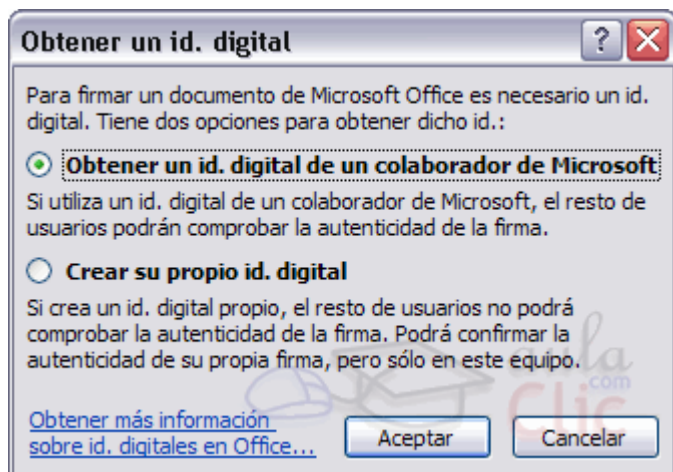 Obtener un id. digital
Para firmar un documento de Microsoft Office es necesario un id.
digital. Tiene dos opciones para obtener dicho id.:
Obtener un id. digital de un colaborador de Microsoft
Si utiliza un id. digital de un colaborador de Microsoft, el resto de
usuarios podrán comprobar la autenticidad de la firma.
Crear su propio id. digital
Si crea un id. digital propio, el resto de usuarios no podrá
comprobar la autenticidad de la firma. Podrá confirmar la
autenticidad de su propia firma, pero sólo en este equipo.
aula
.com
Clic
Obtener más información
sobre id. digitales en Office...
Aceptar
Cancelar